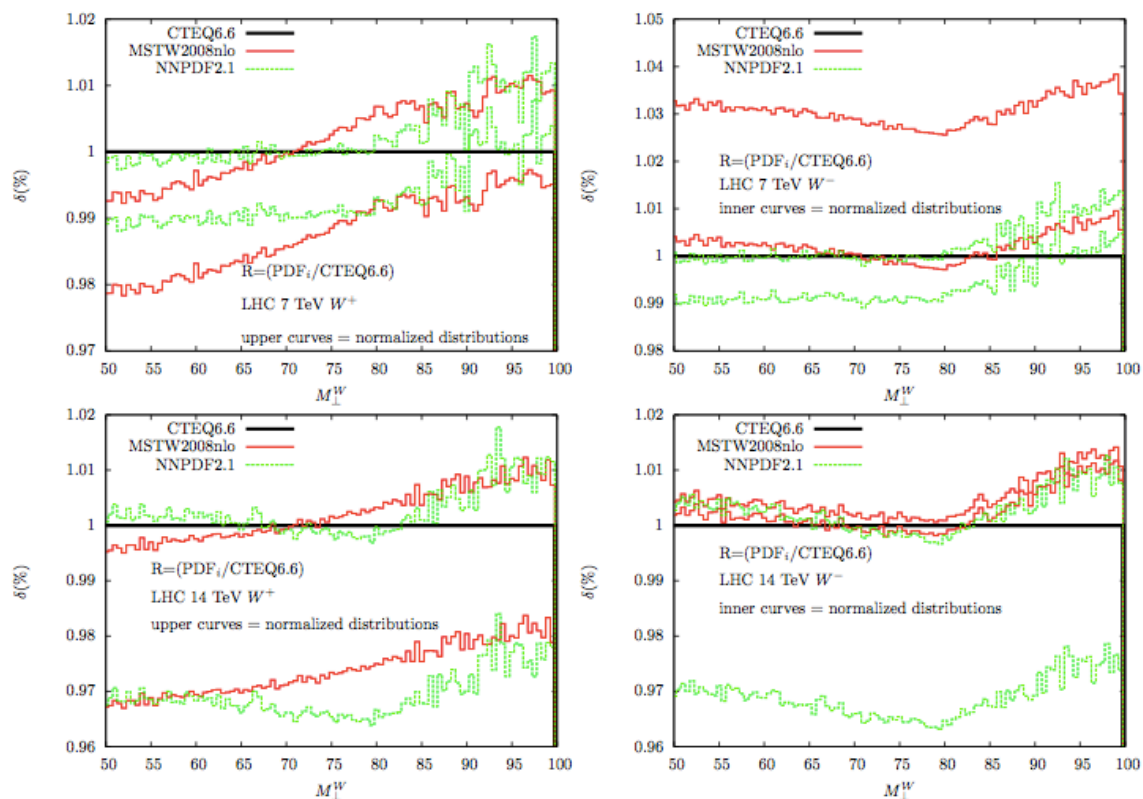 1.02
1.01
1
0.99
0.98
0.97
δ(%)
CTEQ6.6
MSTW2008nlo
NNPDF2.1
R=(PDFᵢ/CTEQ6.6)
LHC 7 TeV W⁺
upper curves = normalized distributions
50 55 60 65 70 75 80 85 90 95 100
M⊥ᵂ
1.05
1.04
1.03
1.02
1.01
1
0.99
0.98
δ(%)
CTEQ6.6
MSTW2008nlo
NNPDF2.1
R=(PDFᵢ/CTEQ6.6)
LHC 7 TeV W⁻
inner curves = normalized distributions
50 55 60 65 70 75 80 85 90 95 100
M⊥ᵂ
1.02
1.01
1
0.99
0.98
0.97
0.96
δ(%)
CTEQ6.6
MSTW2008nlo
NNPDF2.1
R=(PDFᵢ/CTEQ6.6)
LHC 14 TeV W⁺
upper curves = normalized distributions
50 55 60 65 70 75 80 85 90 95 100
M⊥ᵂ
1.02
1.01
1
0.99
0.98
0.97
0.96
δ(%)
CTEQ6.6
MSTW2008nlo
NNPDF2.1
R=(PDFᵢ/CTEQ6.6)
LHC 14 TeV W⁻
inner curves = normalized distributions
50 55 60 65 70 75 80 85 90 95 100
M⊥ᵂ